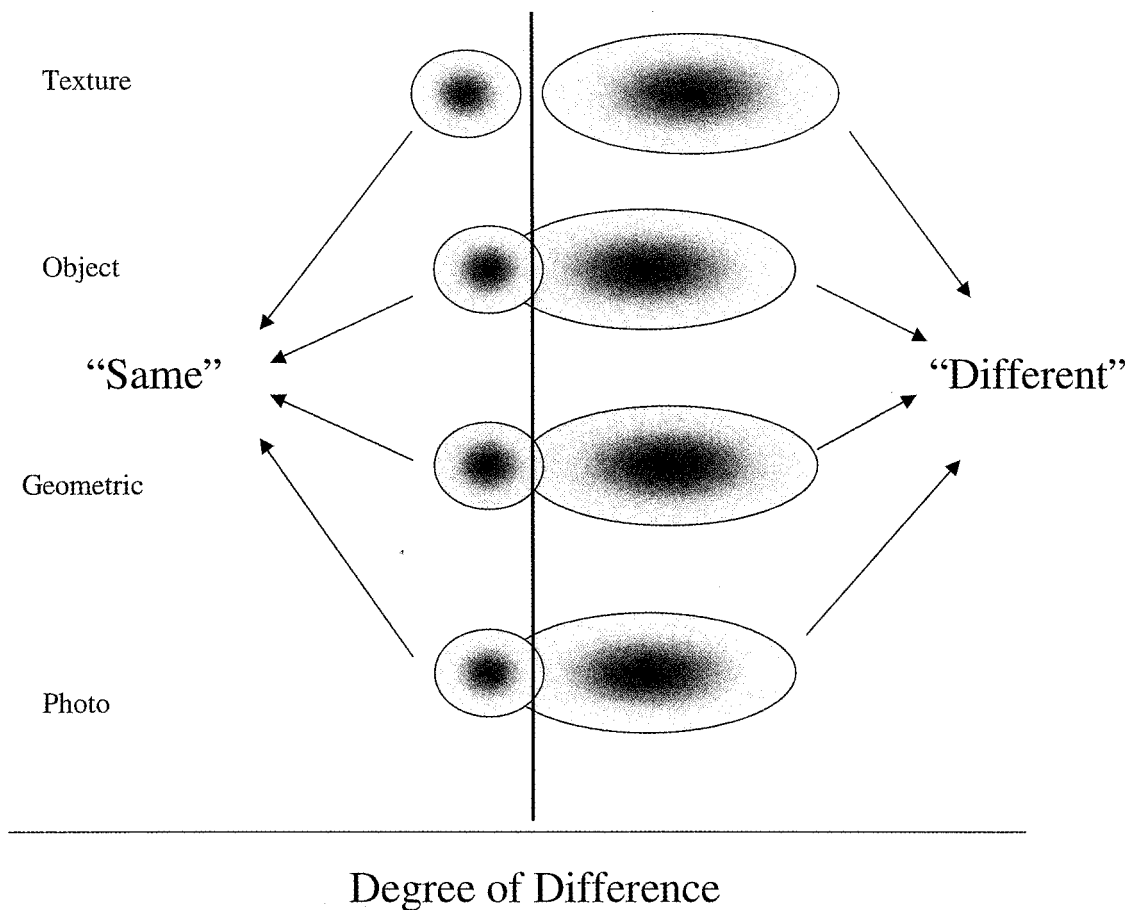 Texture
Object
“Same”
“Different”
Geometric
Photo
Degree of Difference